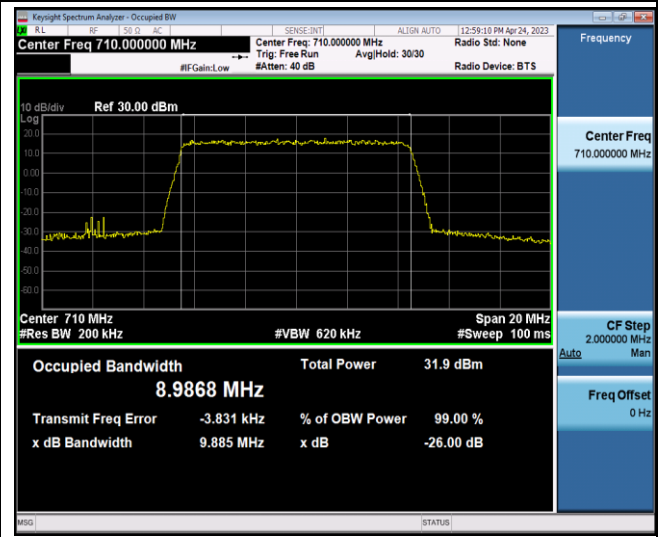 Keysight Spectrum Analyzer - Occupied BW
RL RF 50 Ω AC SENSE:INT ALIGN AUTO 12:59:10 PM Apr 24, 2023
Center Freq 710.000000 MHz
Center Freq: 710.000000 MHz Radio Std: None
Trig: Free Run Avg|Hold: 30/30
#IFGain:Low #Atten: 40 dB Radio Device: BTS
Frequency
10 dB/div Ref 30.00 dBm
Log
20.0
10.0
0.00
-10.0
-20.0
-30.0
-40.0
-50.0
-60.0
Center Freq
710.000000 MHz
Center 710 MHz Span 20 MHz
#Res BW 200 kHz #VBW 620 kHz #Sweep 100 ms
CF Step
2.000000 MHz
Auto Man
Occupied Bandwidth Total Power 31.9 dBm
8.9868 MHz
Transmit Freq Error -3.831 kHz % of OBW Power 99.00 %
x dB Bandwidth 9.885 MHz x dB -26.00 dB
Freq Offset
0 Hz
MSG STATUS